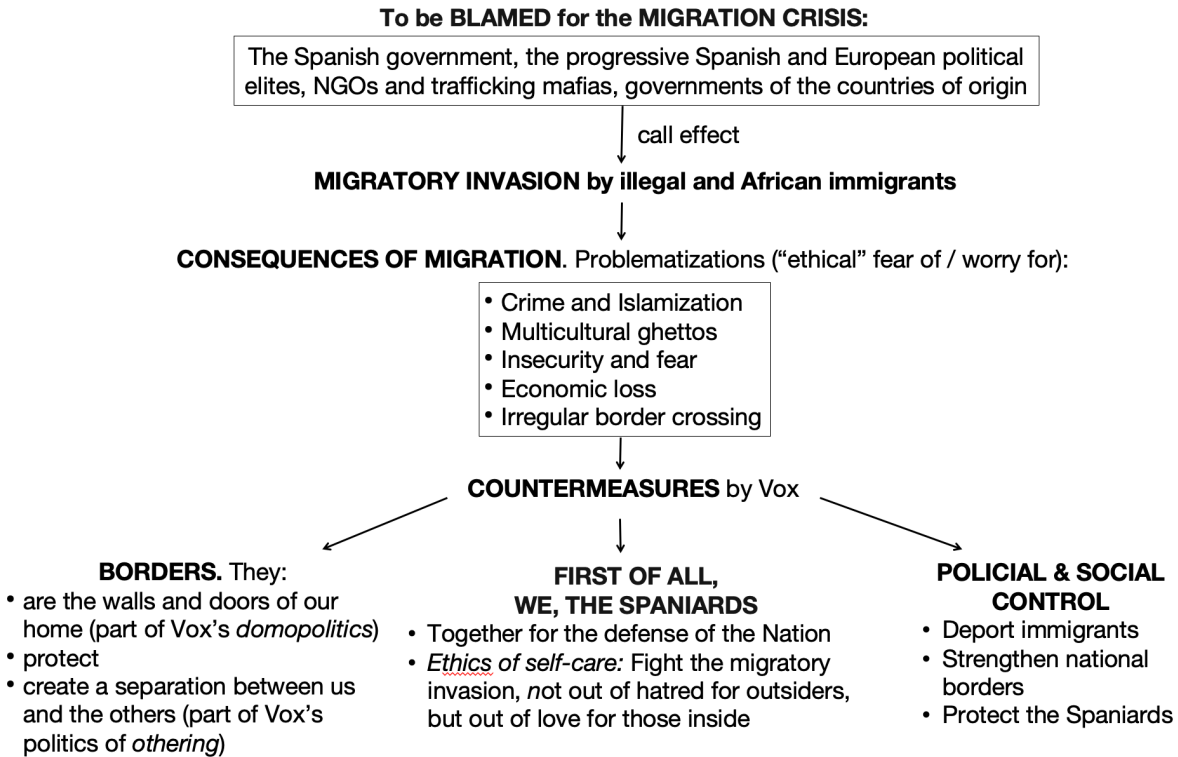 To be BLAMED for the MIGRATION CRISIS:
The Spanish government, the progressive Spanish and European political
elites, NGOs and trafficking mafias, governments of the countries of origin
call effect
MIGRATORY INVASION by illegal and African immigrants
CONSEQUENCES OF MIGRATION. Problematizations (“ethical” fear of / worry for):
• Crime and Islamization
• Multicultural ghettos
• Insecurity and fear
• Economic loss
• Irregular border crossing
COUNTERMEASURES by Vox
BORDERS. They:
• are the walls and doors of our
home (part of Vox’s domopolitics)
• protect
• create a separation between us
and the others (part of Vox’s
politics of othering)
FIRST OF ALL,
WE, THE SPANIARDS
• Together for the defense of the Nation
• Ethics of self-care: Fight the migratory
invasion, not out of hatred for outsiders,
but out of love for those inside
POLICIAL & SOCIAL
CONTROL
• Deport immigrants
• Strengthen national
borders
• Protect the Spaniards